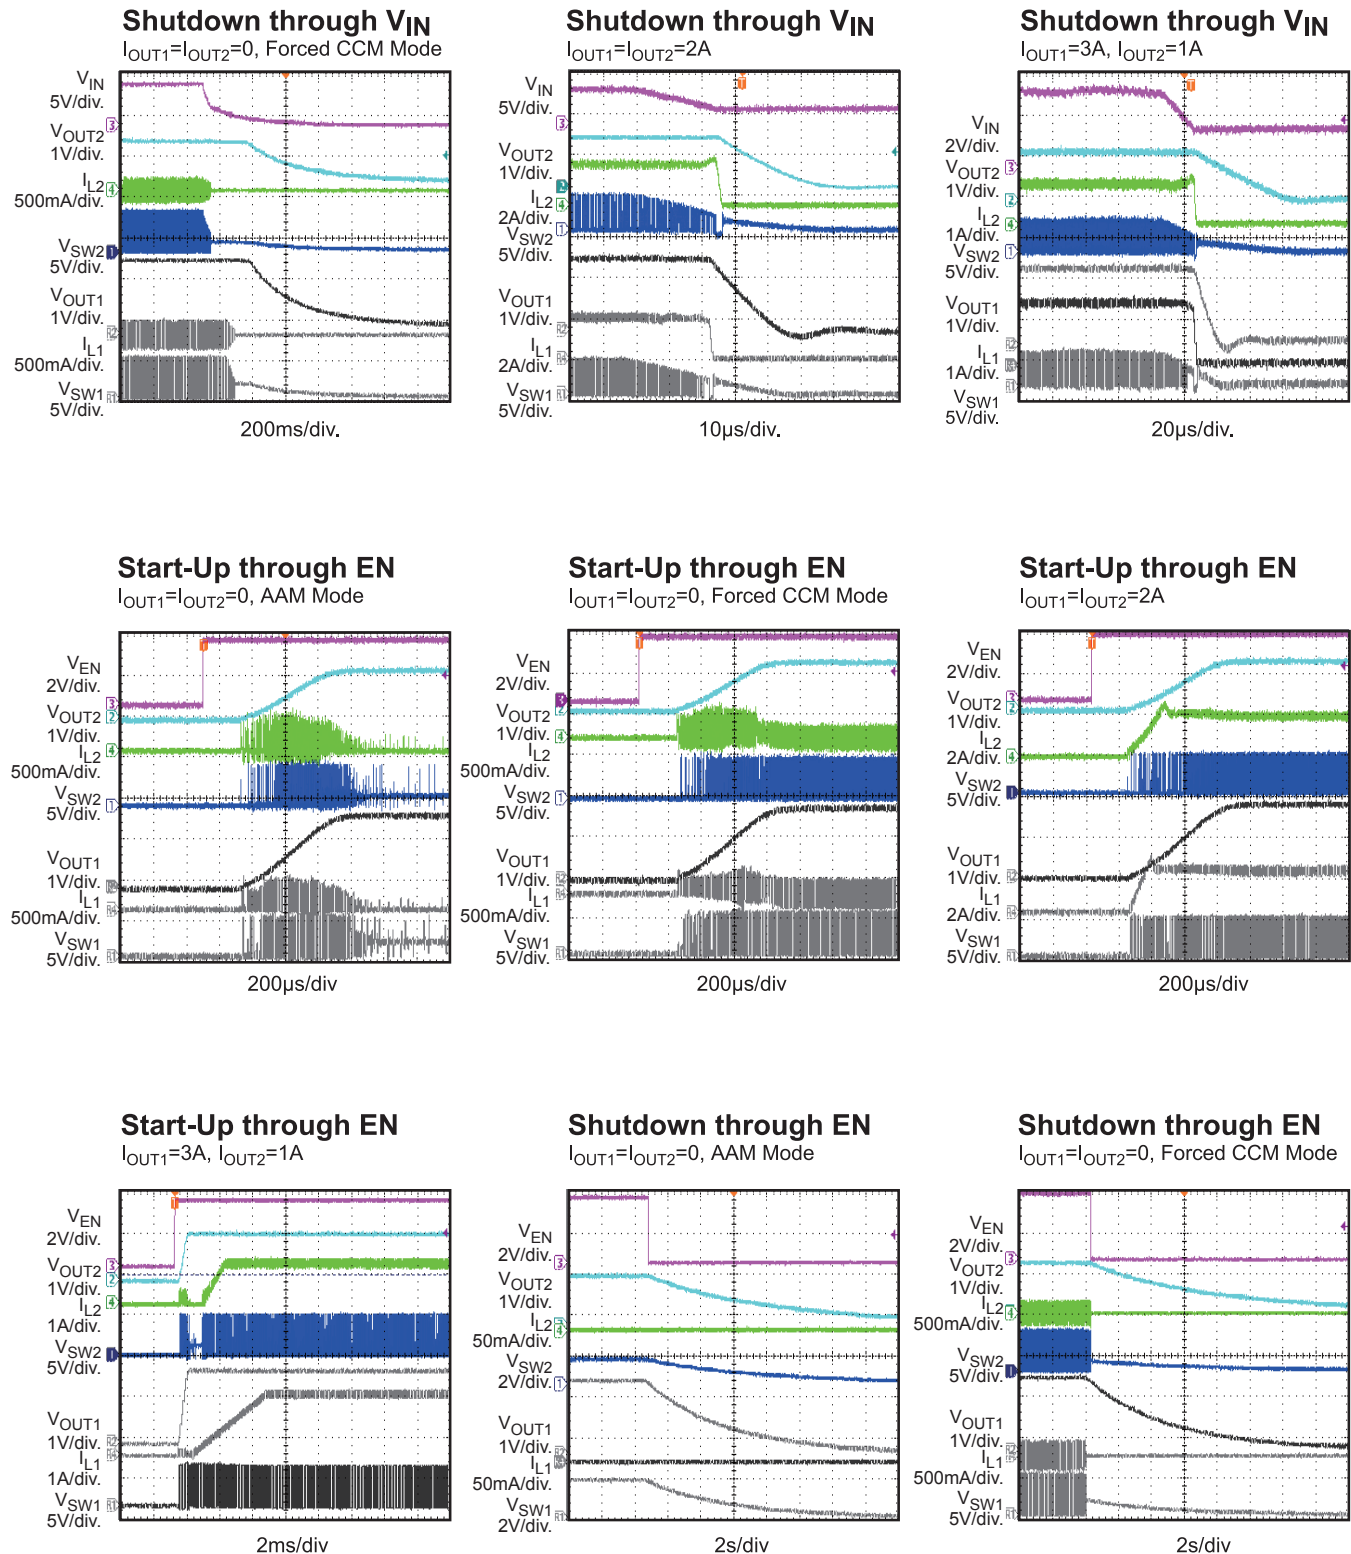 Shutdown through VIN
IOUT1=IOUT2=0, Forced CCM Mode
VIN
5V/div.
VOUT2
1V/div.
IL2
500mA/div.
VSW2
5V/div.
VOUT1
1V/div.
IL1
500mA/div.
VSW1
5V/div.
200ms/div.
Shutdown through VIN
IOUT1=IOUT2=2A
VIN
5V/div.
VOUT2
1V/div.
IL2
2A/div.
VSW2
5V/div.
VOUT1
1V/div.
IL1
2A/div.
VSW1
5V/div.
10µs/div.
Shutdown through VIN
IOUT1=3A, IOUT2=1A
VIN
2V/div.
VOUT2
1V/div.
IL2
1A/div.
VSW2
5V/div.
VOUT1
1V/div.
IL1
1A/div.
VSW1
5V/div.
20µs/div.
Start-Up through EN
IOUT1=IOUT2=0, AAM Mode
VEN
2V/div.
VOUT2
1V/div.
IL2
500mA/div.
VSW2
5V/div.
VOUT1
1V/div.
IL1
500mA/div.
VSW1
5V/div.
200µs/div
Start-Up through EN
IOUT1=IOUT2=0, Forced CCM Mode
VEN
2V/div.
VOUT2
1V/div.
IL2
500mA/div.
VSW2
5V/div.
VOUT1
1V/div.
IL1
500mA/div.
VSW1
5V/div.
200µs/div
Start-Up through EN
IOUT1=IOUT2=2A
VEN
2V/div.
VOUT2
1V/div.
IL2
2A/div.
VSW2
5V/div.
VOUT1
1V/div.
IL1
2A/div.
VSW1
5V/div.
200µs/div
Start-Up through EN
IOUT1=3A, IOUT2=1A
VEN
2V/div.
VOUT2
1V/div.
IL2
1A/div.
VSW2
5V/div.
VOUT1
1V/div.
IL1
1A/div.
VSW1
5V/div.
2ms/div
Shutdown through EN
IOUT1=IOUT2=0, AAM Mode
VEN
2V/div.
VOUT2
1V/div.
IL2
50mA/div.
VSW2
2V/div.
VOUT1
1V/div.
IL1
50mA/div.
VSW1
2V/div.
2s/div
Shutdown through EN
IOUT1=IOUT2=0, Forced CCM Mode
VEN
2V/div.
VOUT2
1V/div.
IL2
500mA/div.
VSW2
5V/div.
VOUT1
1V/div.
IL1
500mA/div.
VSW1
5V/div.
2s/div